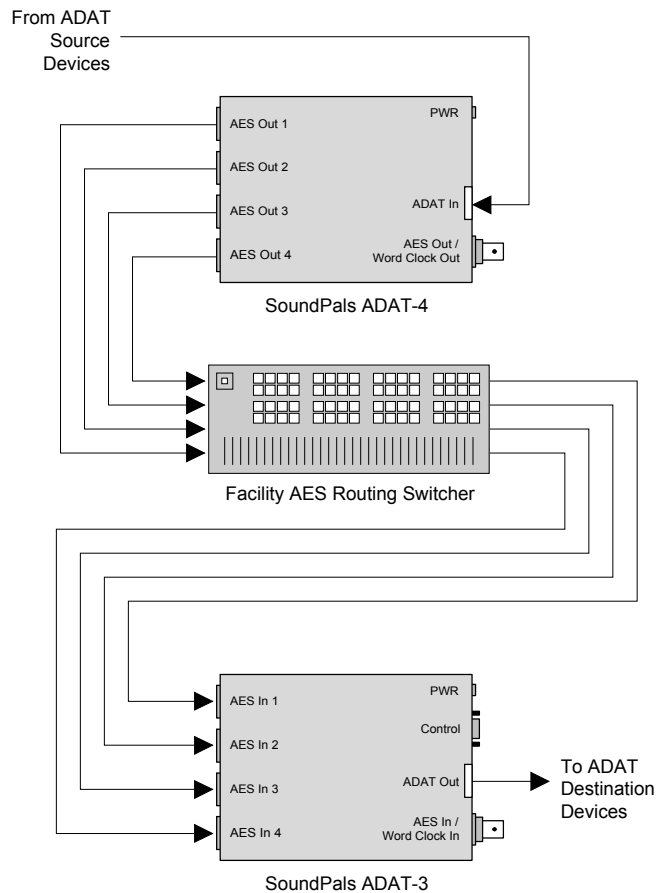 From ADAT
Source
Devices
PWR
AES Out 1
AES Out 2
AES Out 3
AES Out 4
ADAT In
AES Out /
Word Clock Out
SoundPals ADAT-4
Facility AES Routing Switcher
AES In 1
AES In 2
AES In 3
AES In 4
PWR
Control
ADAT Out
AES In /
Word Clock In
To ADAT
Destination
Devices
SoundPals ADAT-3